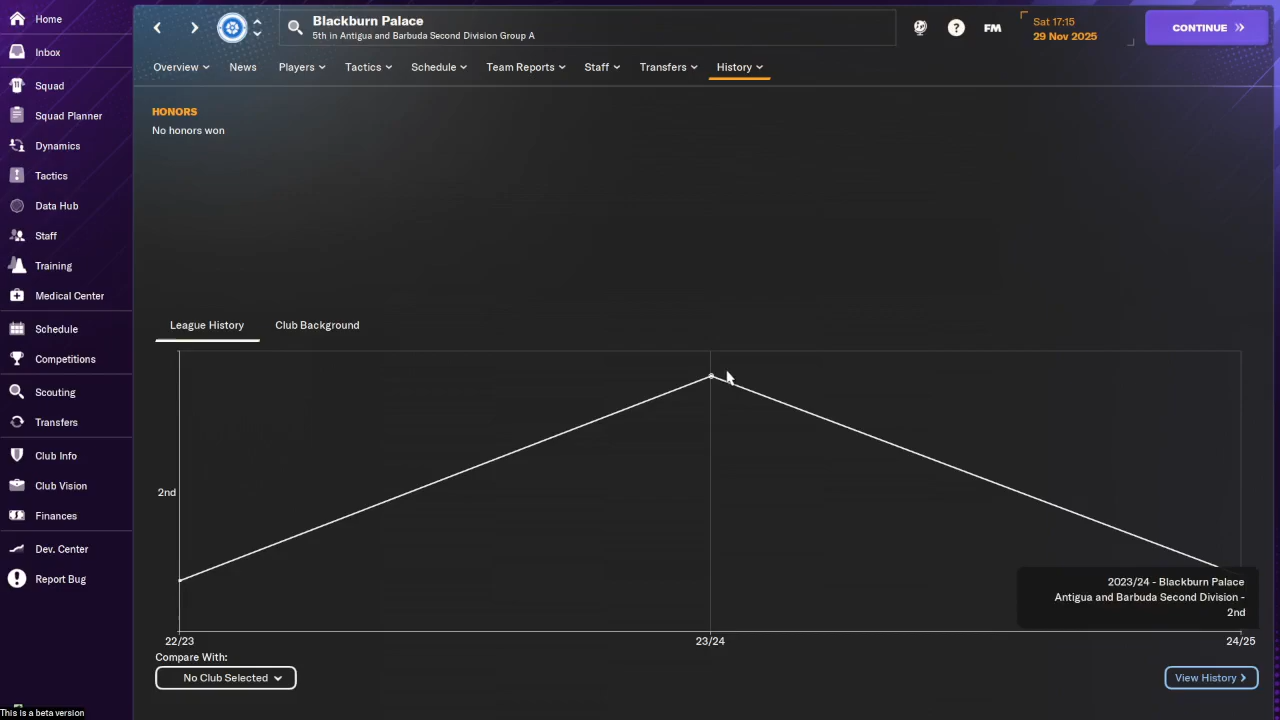 Home
Inbox
Squad
Squad Planner
Dynamics
Tactics
Data Hub
Staff
Training
Medical Center
Schedule
Competitions
Scouting
Transfers
Club Info
Club Vision
Finances
Dev. Center
Report Bug
This is a beta version
Blackburn Palace
5th in Antigua and Barbuda Second Division Group A
FM
Sat 17:15
29 Nov 2025
CONTINUE
Overview
News
Players
Tactics
Schedule
Team Reports
Staff
Transfers
History
HONORS
No honors won
League History
Club Background
2nd
2023/24 - Blackburn Palace
Antigua and Barbuda Second Division -
2nd
22/23
23/24
24/25
Compare With:
No Club Selected
View History